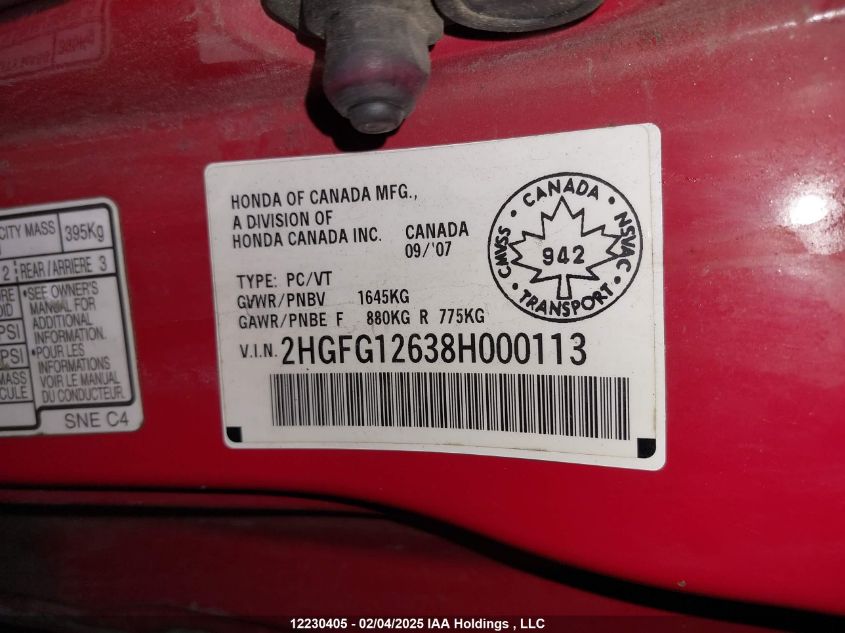 HONDA OF CANADA MFG.,
A DIVISION OF
HONDA CANADA INC. CANADA
09/'07
TYPE: PC/VT
GVWR/PNBV 1645KG
GAWR/PNBE F 880KG R 775KG
V.I.N. 2HGFG12638H000113
CANADA
CMVSS 942 NSVAC
TRANSPORT
CITY MASS 395Kg
2 REAR/ARRIERE 3
•SEE OWNER'S
MANUAL FOR
ADDITIONAL
INFORMATION.
PSI •POUR LES
PSI INFORMATIONS
MASS VOIR LE MANUAL
CULE DU CONDUCTEUR.
SNE C4
12230405 - 02/04/2025 IAA Holdings , LLC